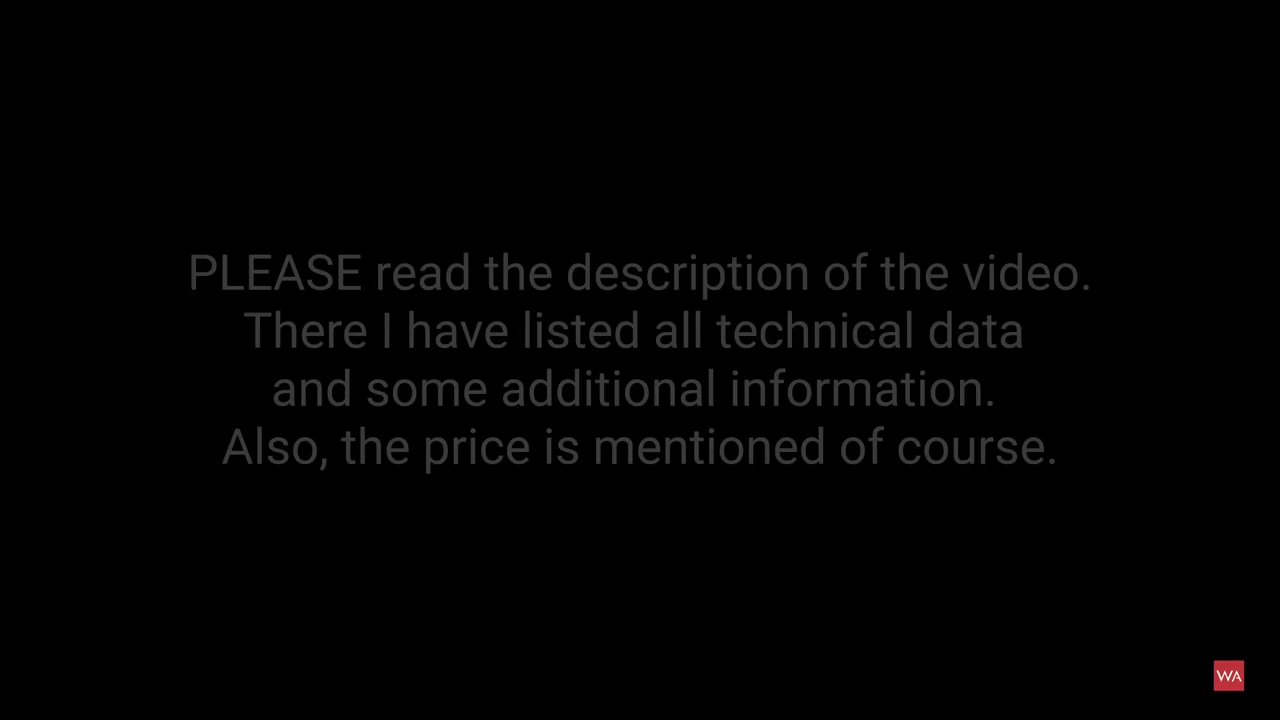 PLEASE read the description of the video.
There I have listed all technical data
and some additional information.
Also, the price is mentioned of course.
WA